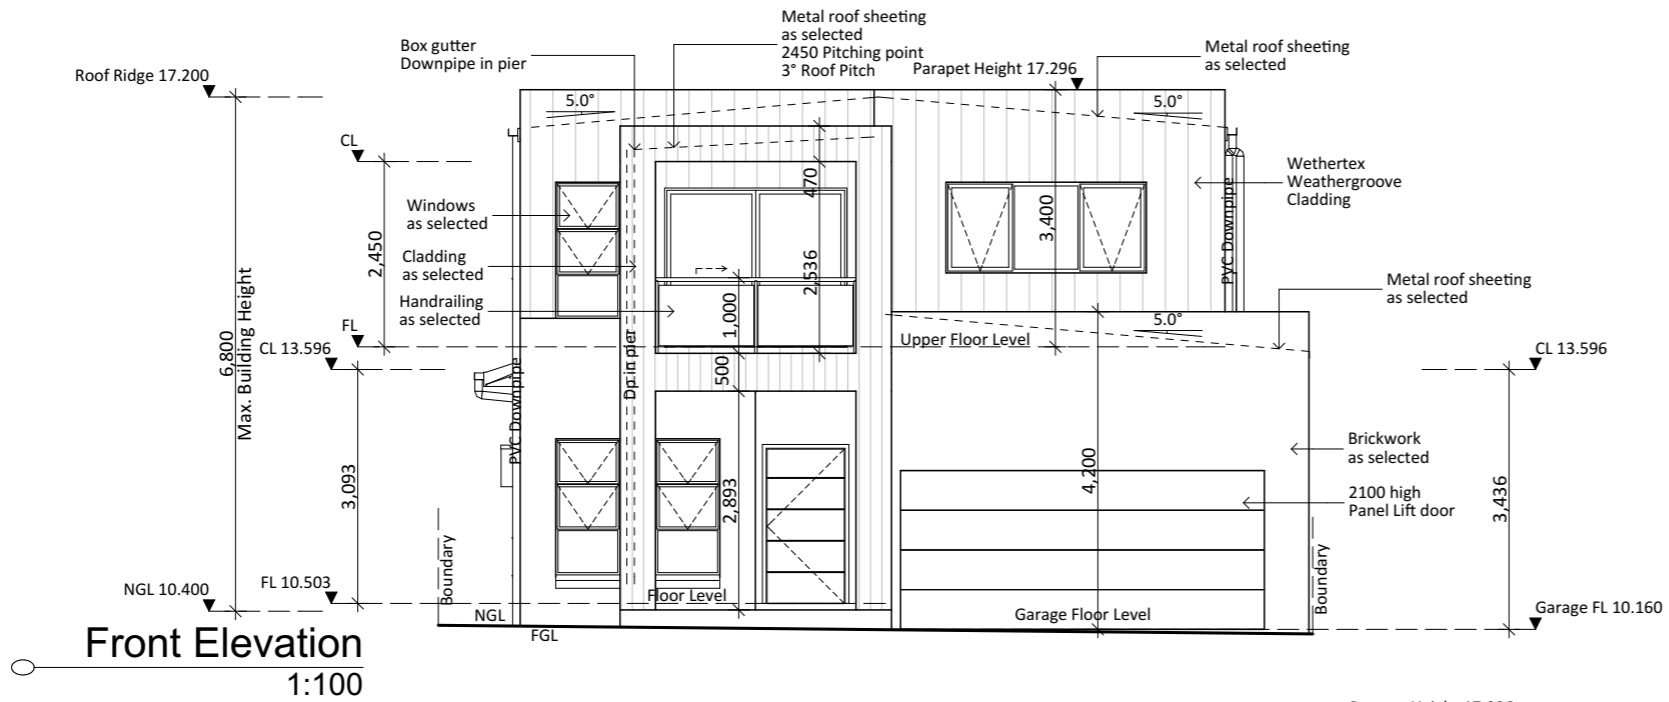 Metal roof sheeting
as selected
2450 Pitching point
3° Roof Pitch
Box gutter
Downpipe in pier
Metal roof sheeting
as selected
Roof Ridge 17.200
Parapet Height 17.296
5.0°
5.0°
CL
470
Wethertex
Weathergroove
Cladding
Windows
as selected
3,400
PVC Downpipe
2,450
Cladding
as selected
2,536
Metal roof sheeting
as selected
Handrailing
as selected
1,000
5.0°
FL
Upper Floor Level
6,800
Max. Building Height
CL 13.596
CL 13.596
Dp in pier
500
PVC Downpipe
Brickwork
as selected
3,093
2,893
4,200
3,436
2100 high
Panel Lift door
Boundary
Boundary
NGL 10.400
FL 10.503
Floor Level
NGL
Garage Floor Level
Garage FL 10.160
FGL
Front Elevation
1:100